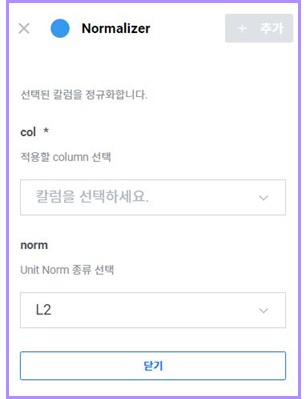 Normalizer
+ 추가
선택된 칼럼을 정규화합니다.
col *
적용할 column 선택
칼럼을 선택하세요.
norm
Unit Norm 종류 선택
L2
닫기